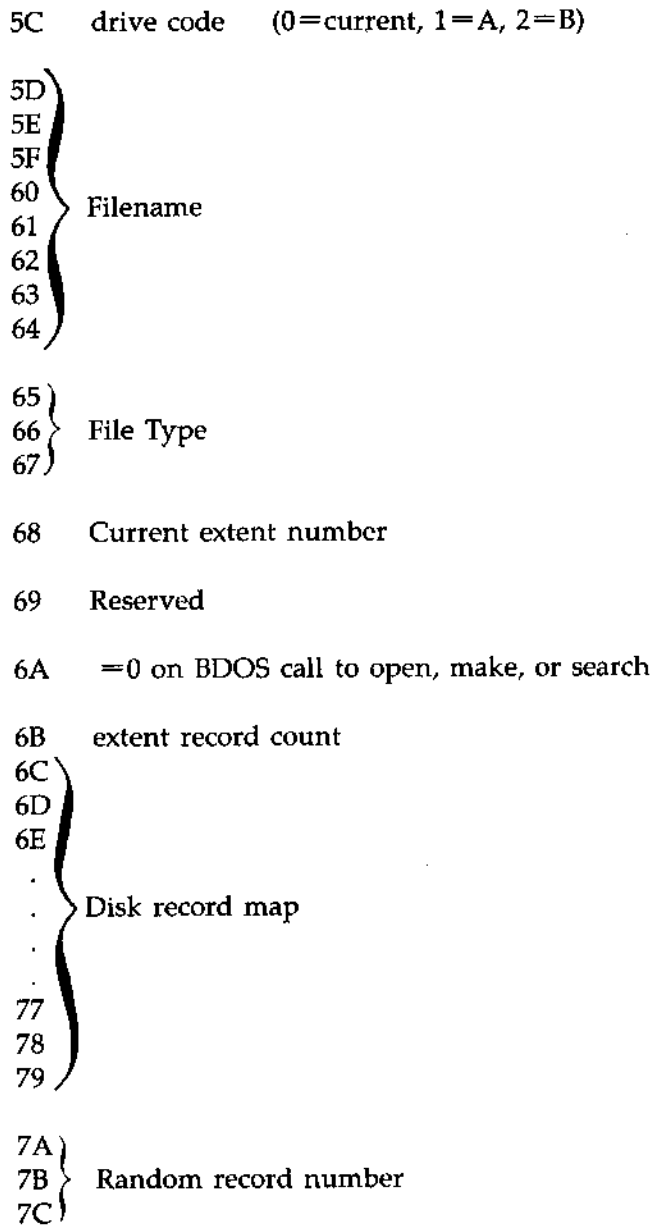 5C drive code (0=current, 1=A, 2=B)
5D
5E
5F
60
61
62
63
64
Filename
65
66
67
File Type
68 Current extent number
69 Reserved
6A =0 on BDOS call to open, make, or search
6B extent record count
6C
6D
6E
.
.
.
.
77
78
79
Disk record map
7A
7B
7C
Random record number